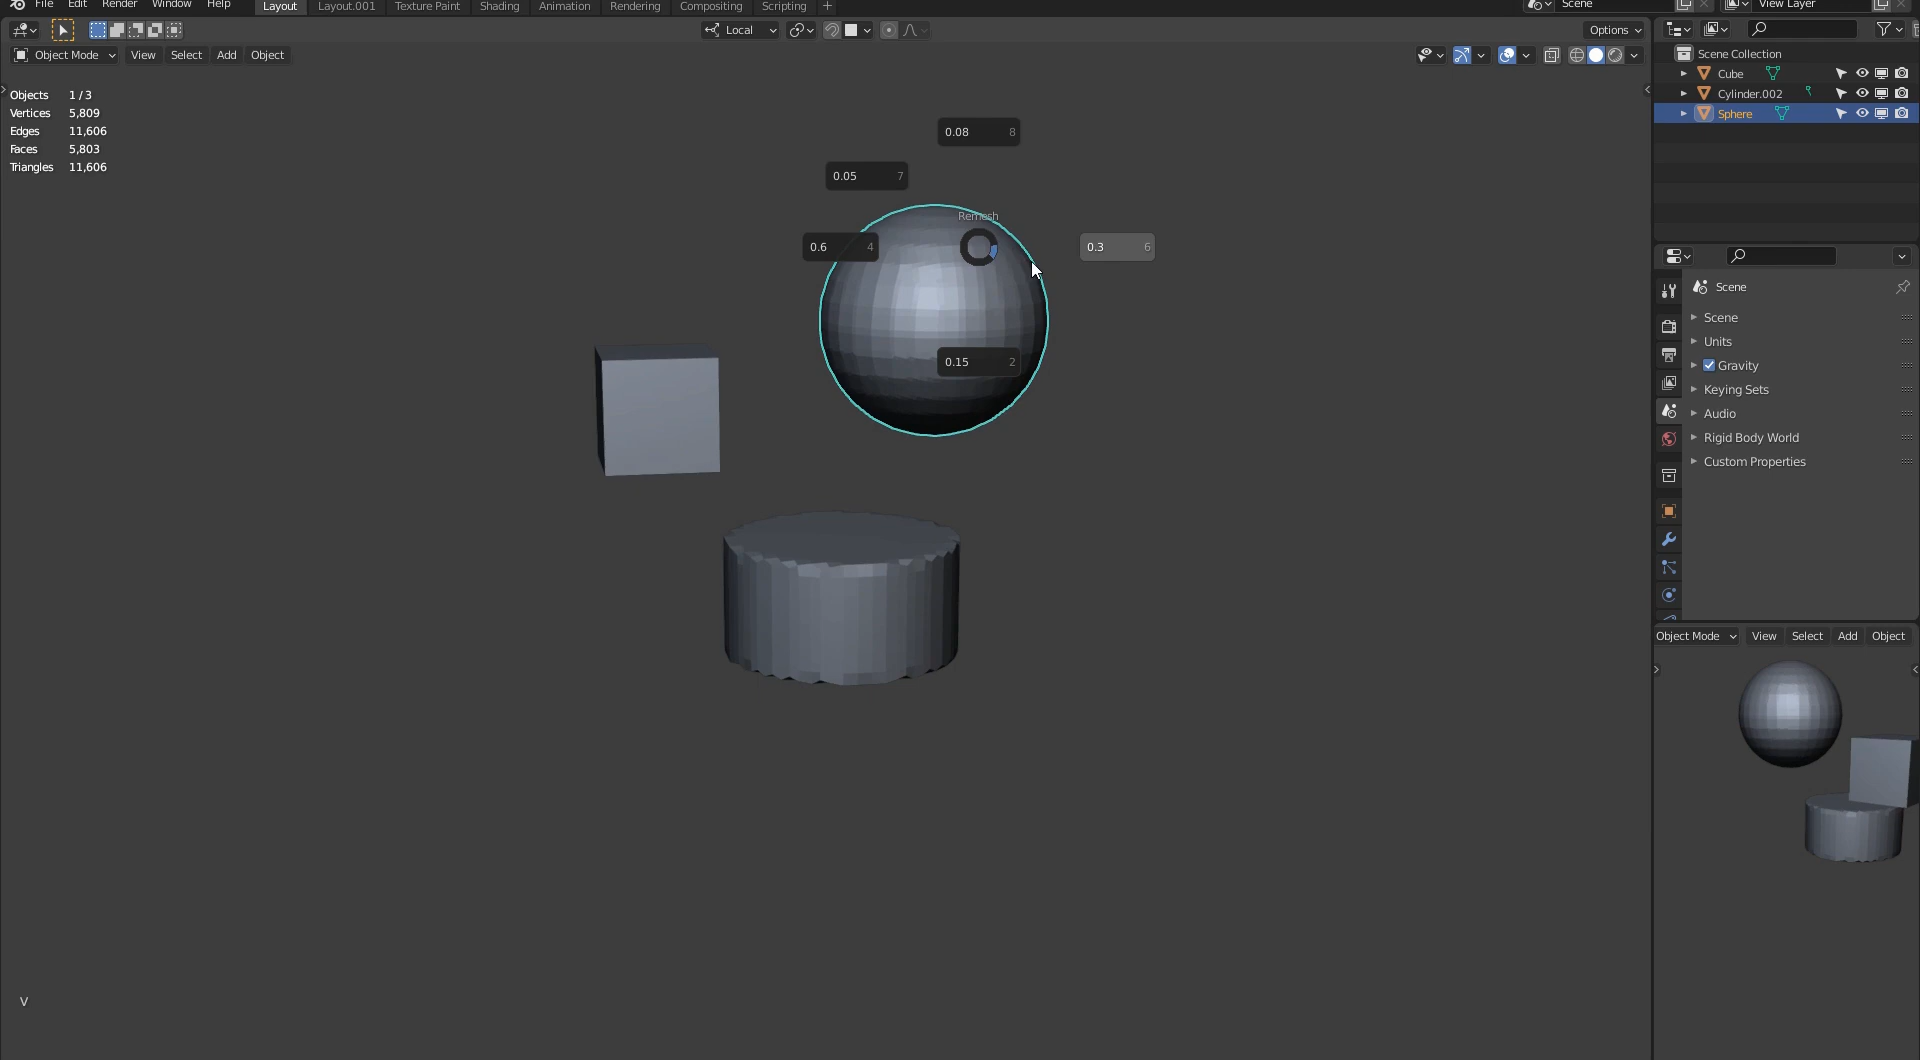 File Edit Render Window Help Layout Layout.001 Texture Paint Shading Animation Rendering Compositing Scripting + Scene View Layer
Local Options
Object Mode View Select Add Object
Scene Collection
Cube
Cylinder.002
Sphere
Objects 1 / 3
Vertices 5,809
Edges 11,606
Faces 5,803
Triangles 11,606
0.08 8
0.05 7
Remesh
0.6 4
0.3 6
0.15 2
Scene
Scene
Units
Gravity
Keying Sets
Audio
Rigid Body World
Custom Properties
Object Mode View Select Add Object
V